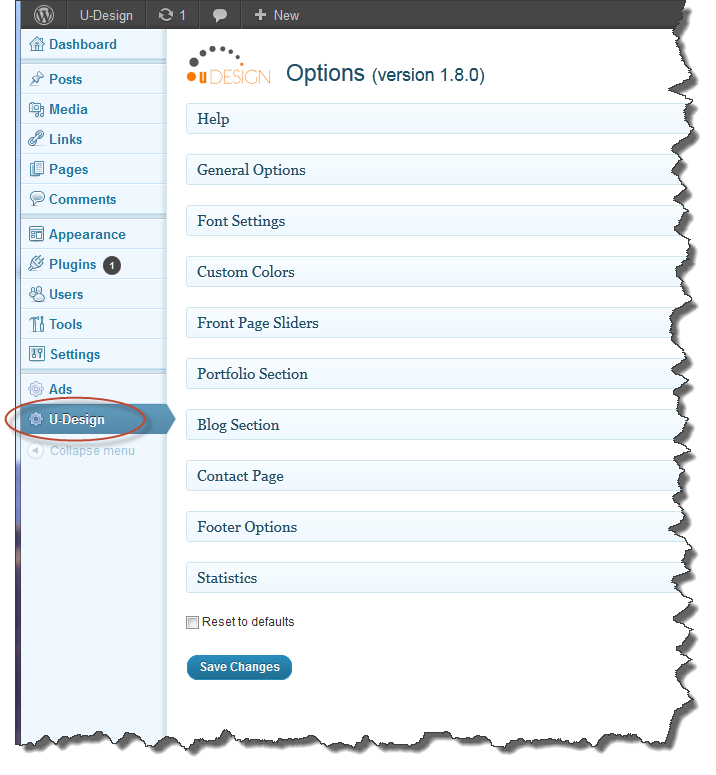 U-Design 1 New
Dashboard
Posts
Media
Links
Pages
Comments
Appearance
Plugins 1
Users
Tools
Settings
Ads
U-Design
Collapse menu
uDESIGN Options (version 1.8.0)
Help
General Options
Font Settings
Custom Colors
Front Page Sliders
Portfolio Section
Blog Section
Contact Page
Footer Options
Statistics
Reset to defaults
Save Changes